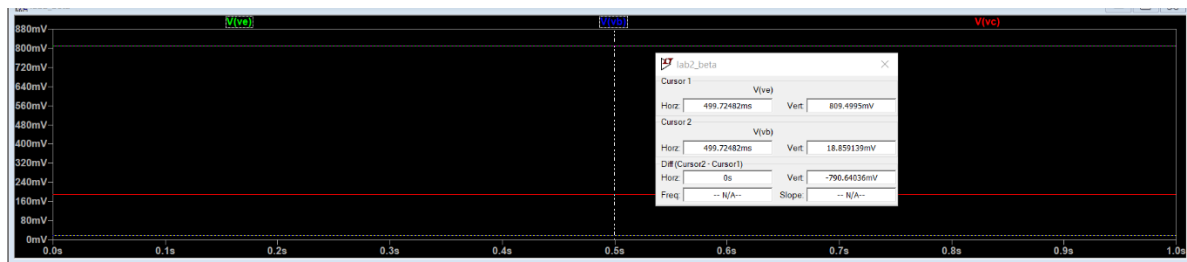 V(ve) V(vb) V(vc)
880mV
800mV
720mV
640mV
560mV
480mV
400mV
320mV
240mV
160mV
80mV
0mV
0.0s 0.1s 0.2s 0.3s 0.4s 0.5s 0.6s 0.7s 0.8s 0.9s 1.0s
lab2_beta
Cursor 1
V(ve)
Horz: 499.72482ms Vert: 809.4995mV
Cursor 2
V(vb)
Horz: 499.72482ms Vert: 18.859139mV
Diff (Cursor2 - Cursor1)
Horz: 0s Vert: -790.64036mV
Freq: -- N/A-- Slope: -- N/A--